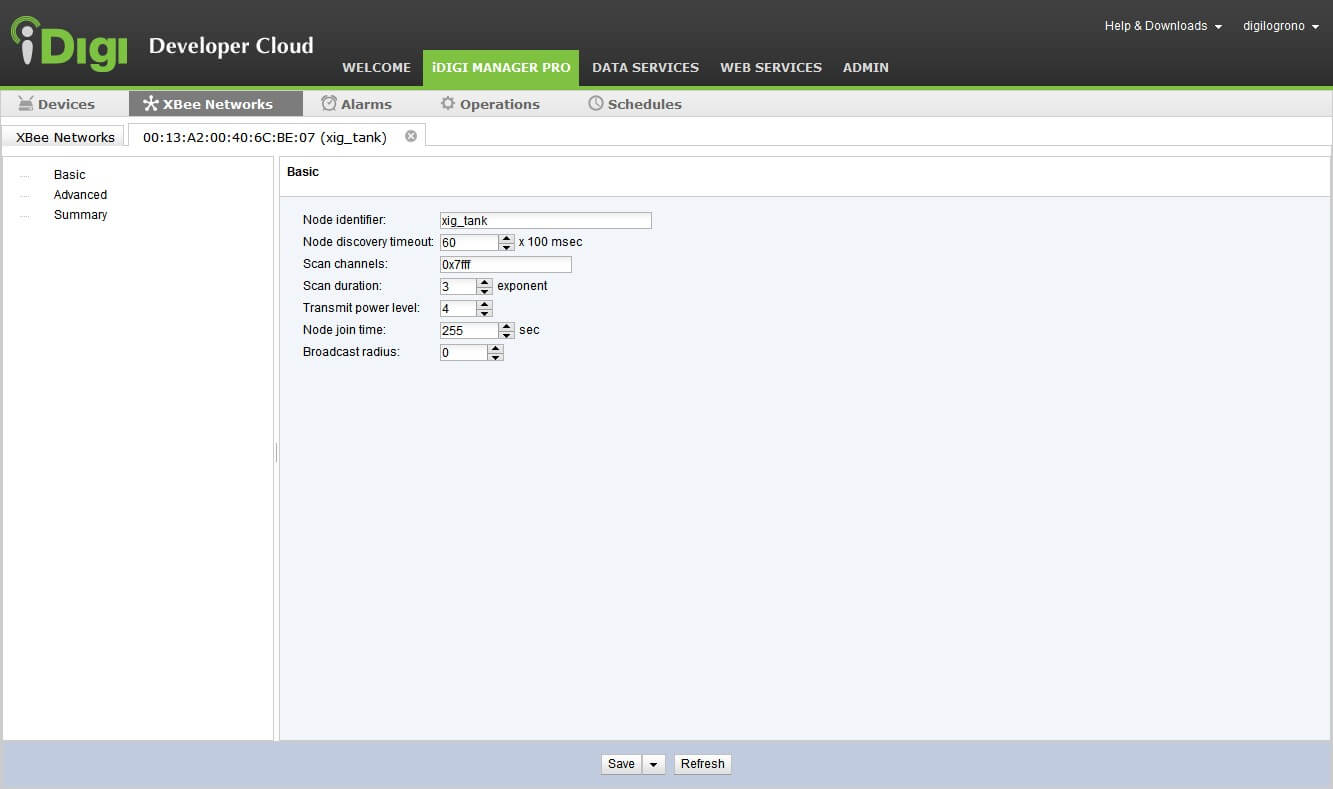 iDigi Developer Cloud
Help & Downloads digilogrono
WELCOME iDIGI MANAGER PRO DATA SERVICES WEB SERVICES ADMIN
Devices XBee Networks Alarms Operations Schedules
XBee Networks 00:13:A2:00:40:6C:BE:07 (xig_tank)
Basic
Advanced
Summary
Basic
Node identifier: xig_tank
Node discovery timeout: 60 x 100 msec
Scan channels: 0x7fff
Scan duration: 3 exponent
Transmit power level: 4
Node join time: 255 sec
Broadcast radius: 0
Save Refresh